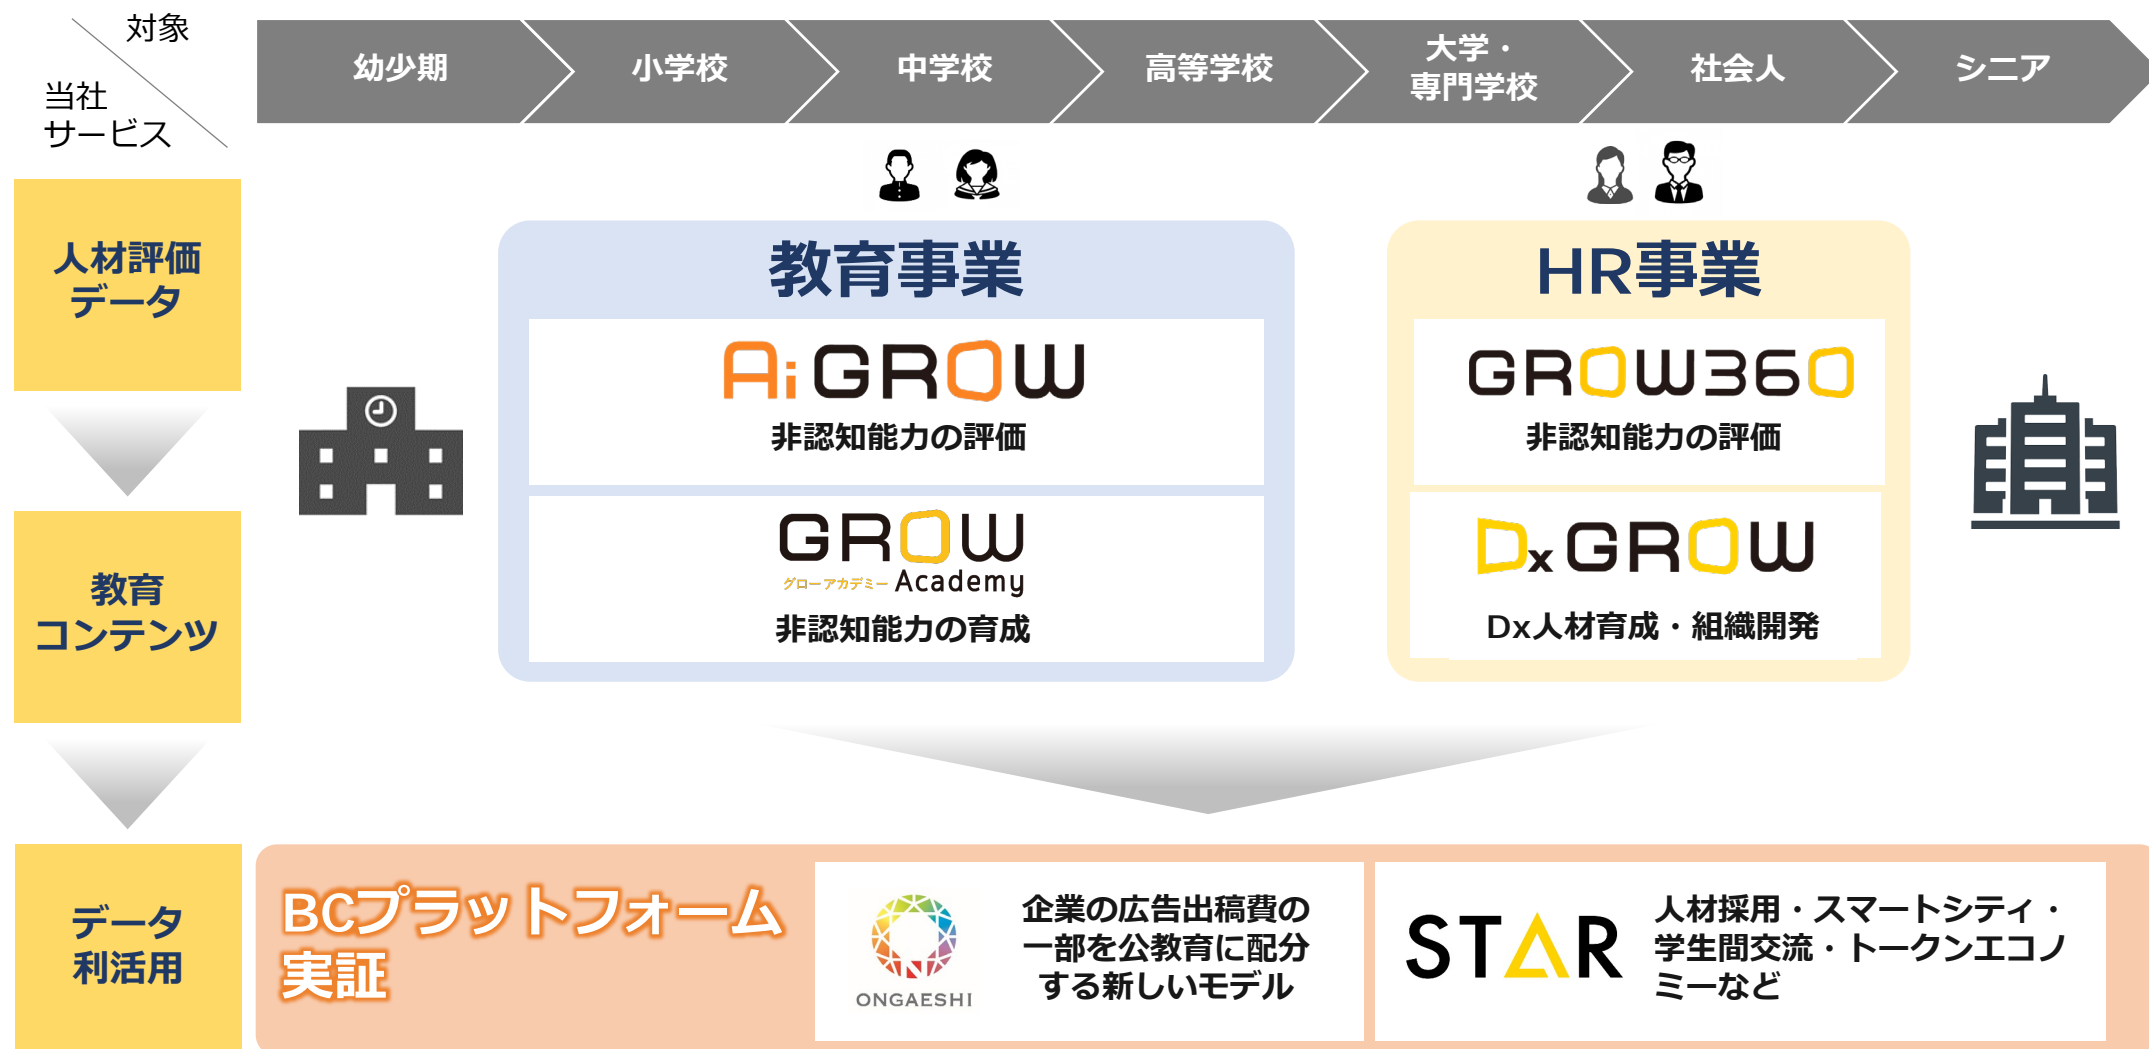 対象
当社
サービス
幼少期
小学校
中学校
高等学校
大学・
専門学校
社会人
シニア
人材評価
データ
教育事業
Ai GROW
非認知能力の評価
GROW
グローアカデミー Academy
非認知能力の育成
HR事業
GROW360
非認知能力の評価
Dx GROW
Dx人材育成・組織開発
教育
コンテンツ
データ
利活用
BCプラットフォーム
実証
ONGAESHI
企業の広告出稿費の
一部を公教育に配分
する新しいモデル
STAR
人材採用・スマートシティ・
学生間交流・トークンエコノ
ミーなど